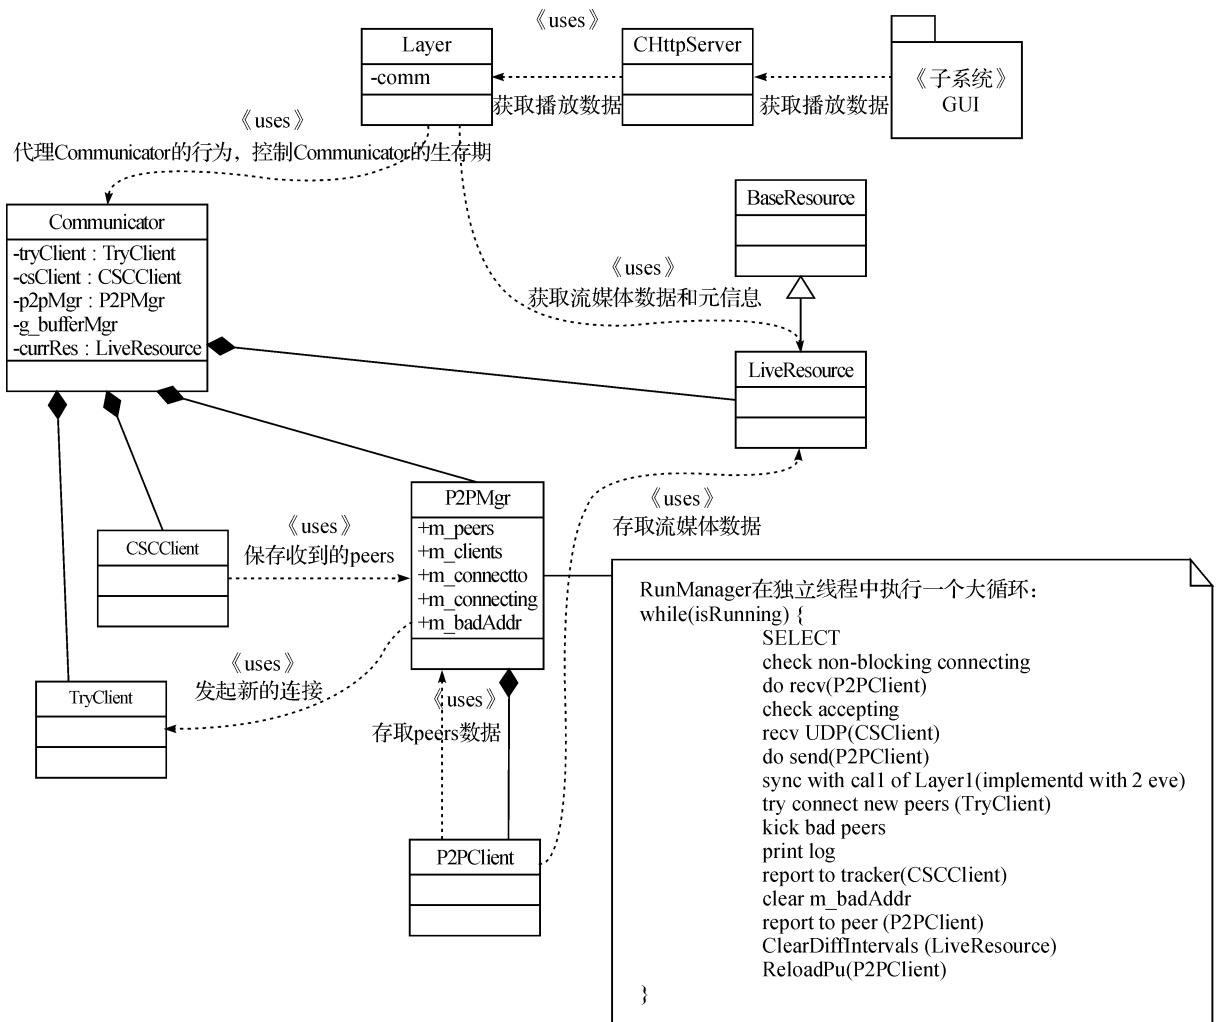 《uses》
Layer
-comm
CHttpServer
《子系统》
GUI
获取播放数据
获取播放数据
《uses》
代理Communicator的行为，控制Communicator的生存期
Communicator
-tryClient : TryClient
-csClient : CSCClient
-p2pMgr : P2PMgr
-g_bufferMgr
-currRes : LiveResource
BaseResource
《uses》
获取流媒体数据和元信息
LiveResource
P2PMgr
+m_peers
+m_clients
+m_connectto
+m_connecting
+m_badAddr
《uses》
存取流媒体数据
CSCClient
《uses》
保存收到的peers
《uses》
发起新的连接
TryClient
《uses》
存取peers数据
P2PClient
RunManager在独立线程中执行一个大循环：
while(isRunning) {
SELECT
check non-blocking connecting
do recv(P2PClient)
check accepting
recv UDP(CSClient)
do send(P2PClient)
sync with cal1 of Layer1(implementd with 2 eve)
try connect new peers (TryClient)
kick bad peers
print log
report to tracker(CSCClient)
clear m_badAddr
report to peer (P2PClient)
ClearDiffIntervals (LiveResource)
ReloadPu(P2PClient)
}